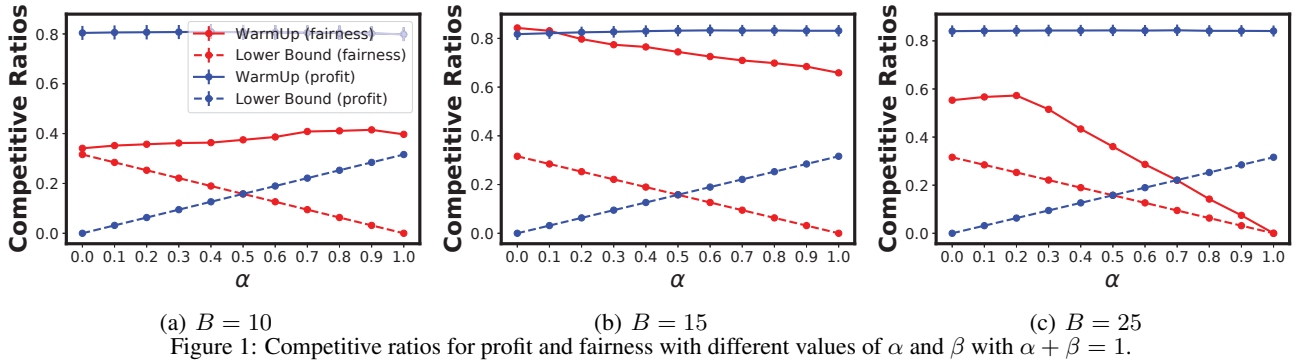 Competitive Ratios
0.8
0.6
0.4
0.2
0.0
WarmUp (fairness)
Lower Bound (fairness)
WarmUp (profit)
Lower Bound (profit)
0.0 0.1 0.2 0.3 0.4 0.5 0.6 0.7 0.8 0.9 1.0
α
(a) B = 10
Competitive Ratios
0.8
0.6
0.4
0.2
0.0
0.0 0.1 0.2 0.3 0.4 0.5 0.6 0.7 0.8 0.9 1.0
α
(b) B = 15
Competitive Ratios
0.8
0.6
0.4
0.2
0.0
0.0 0.1 0.2 0.3 0.4 0.5 0.6 0.7 0.8 0.9 1.0
α
(c) B = 25
Figure 1: Competitive ratios for profit and fairness with different values of α and β with α + β = 1.